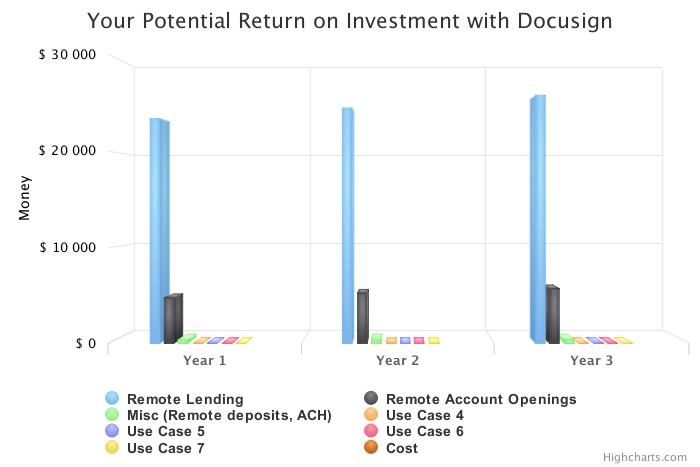 Your Potential Return on Investment with Docusign
$ 30 000
$ 20 000
Money
$ 10 000
$ 0
Year 1 Year 2 Year 3
Remote Lending Remote Account Openings
Misc (Remote deposits, ACH) Use Case 4
Use Case 5 Use Case 6
Use Case 7 Cost
Highcharts.com